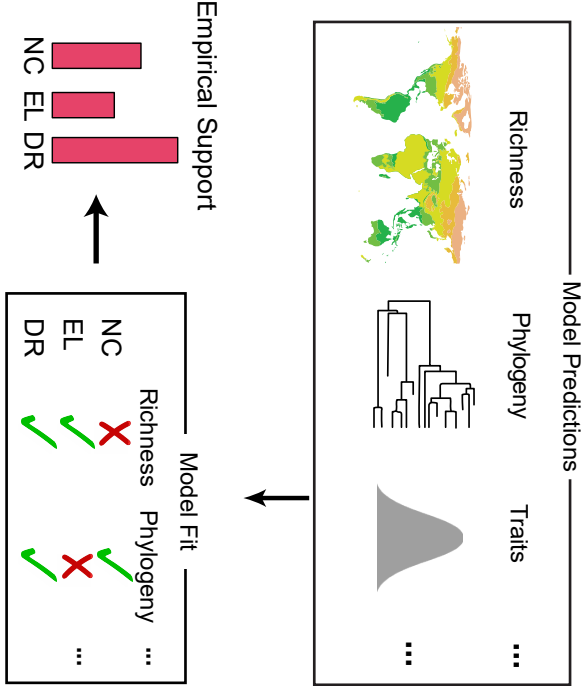 Model Predictions
Richness Phylogeny Traits ...
...
Model Fit
Richness Phylogeny ...
NC
EL ...
DR
Empirical Support
NC EL DR